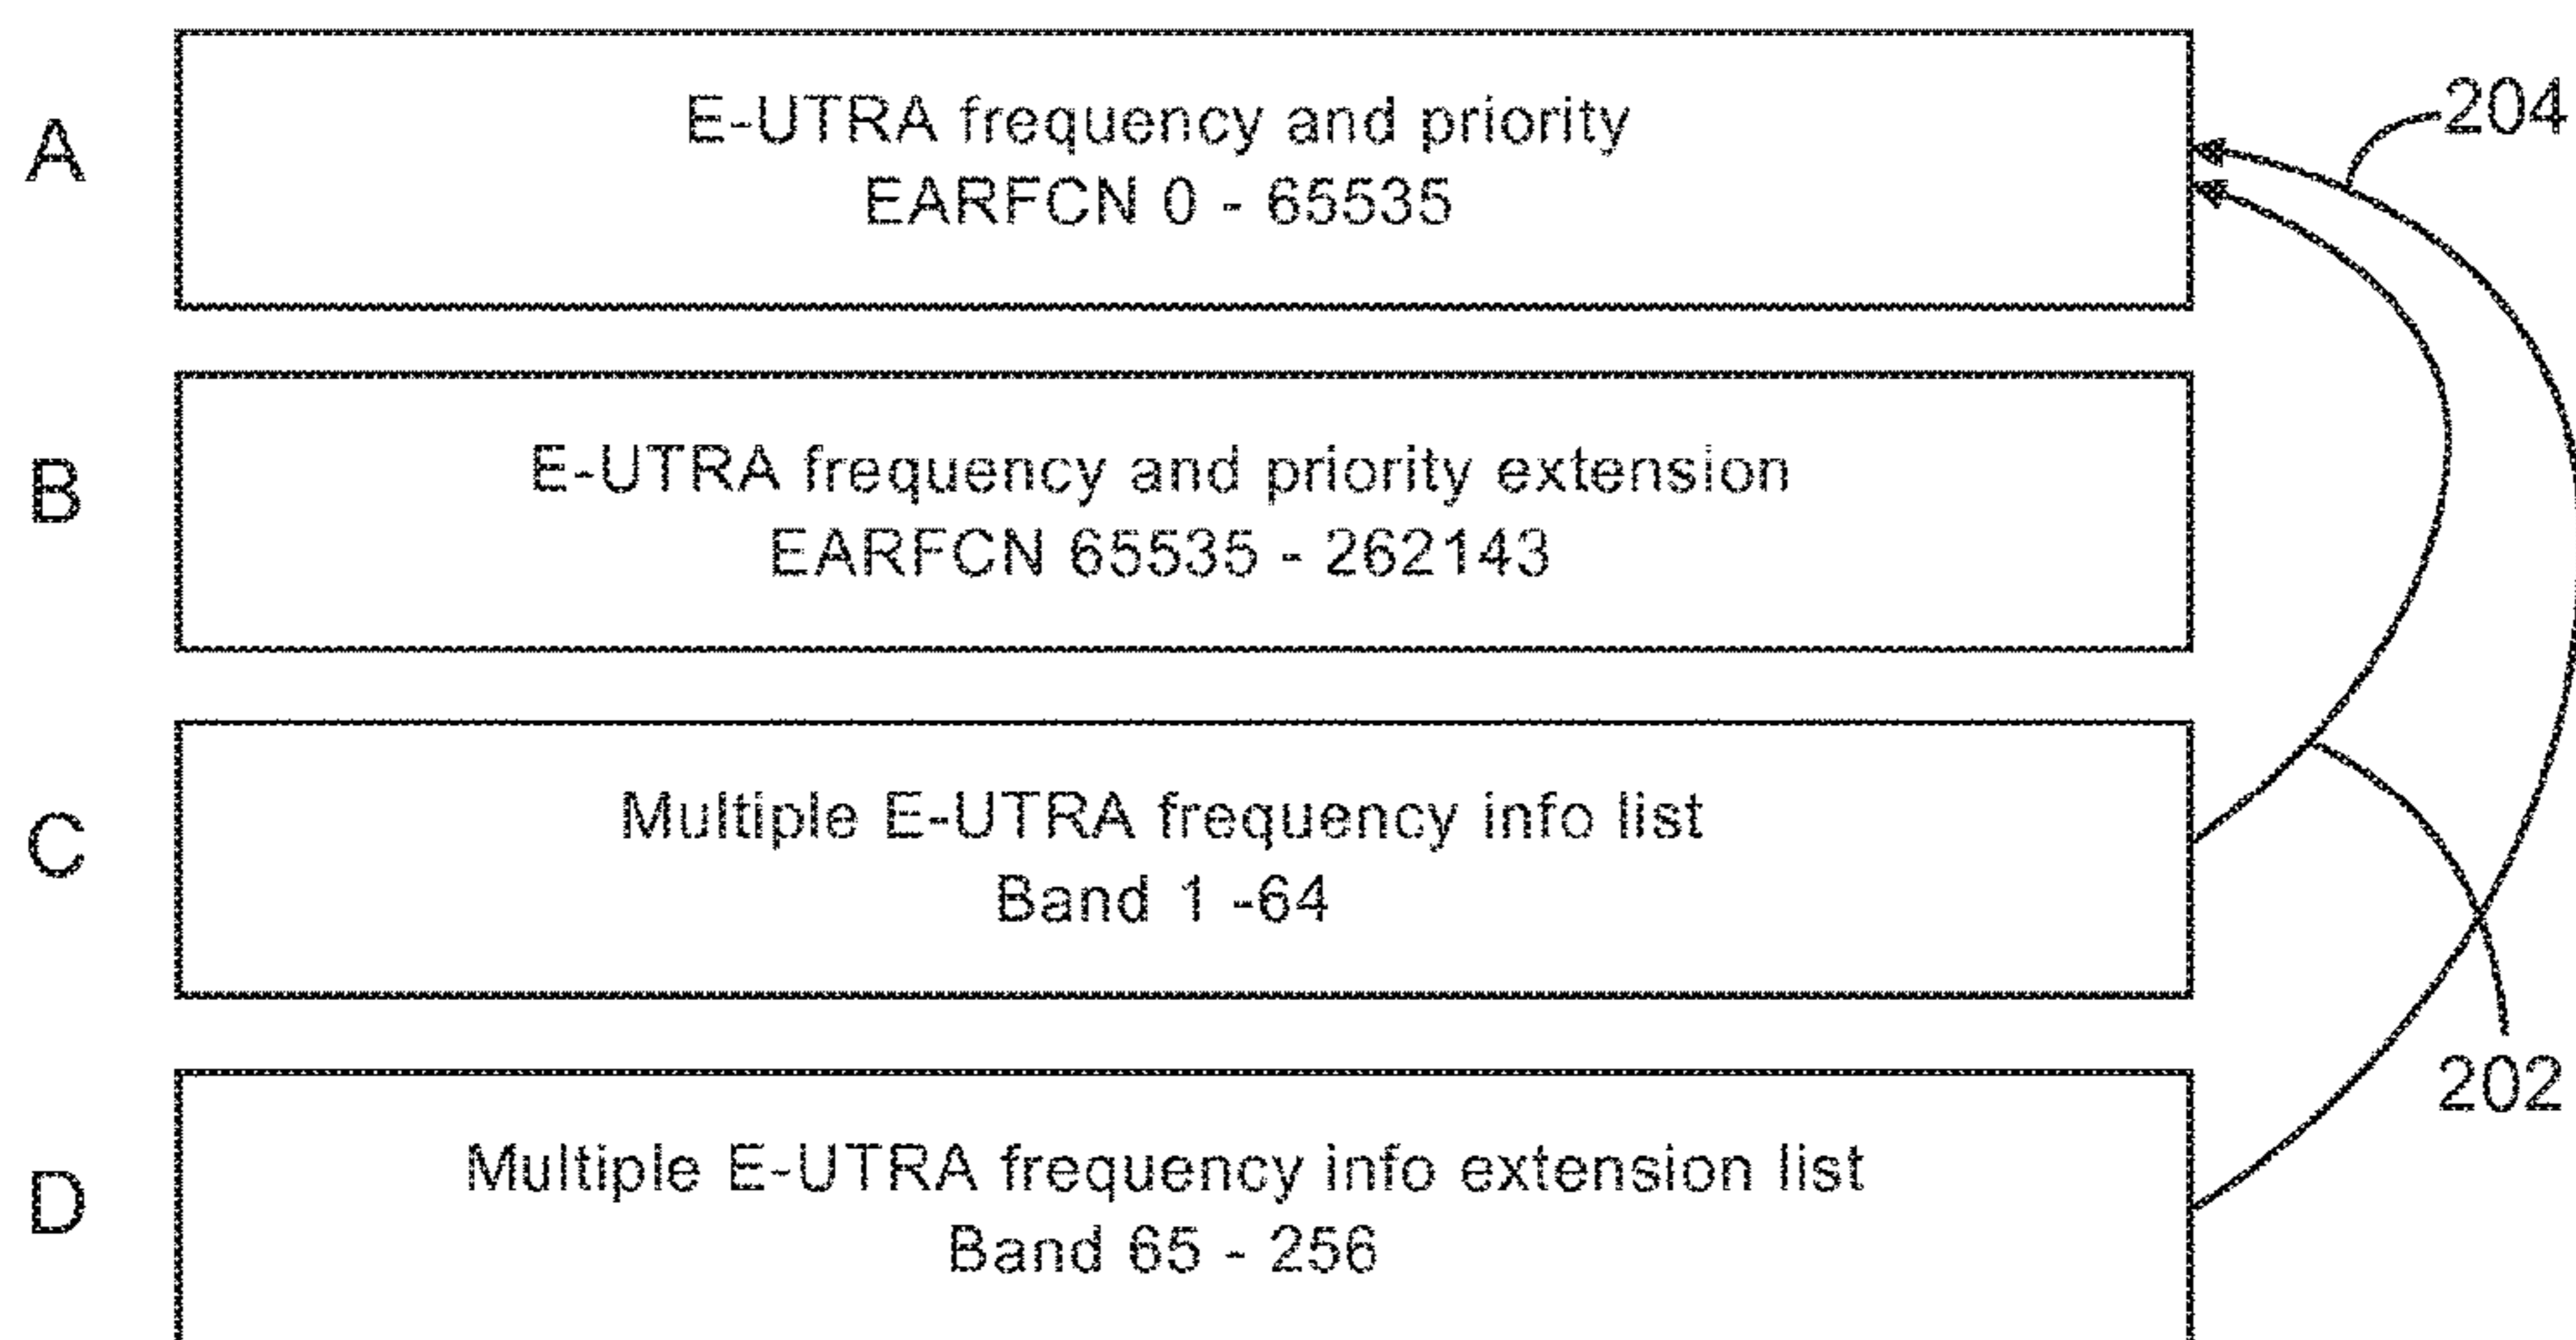 A
E-UTRA frequency and priority
EARFCN 0 - 65535
204
B
E-UTRA frequency and priority extension
EARFCN 65535 - 262143
C
Multiple E-UTRA frequency info list
Band 1 -64
202
D
Multiple E-UTRA frequency info extension list
Band 65 - 256